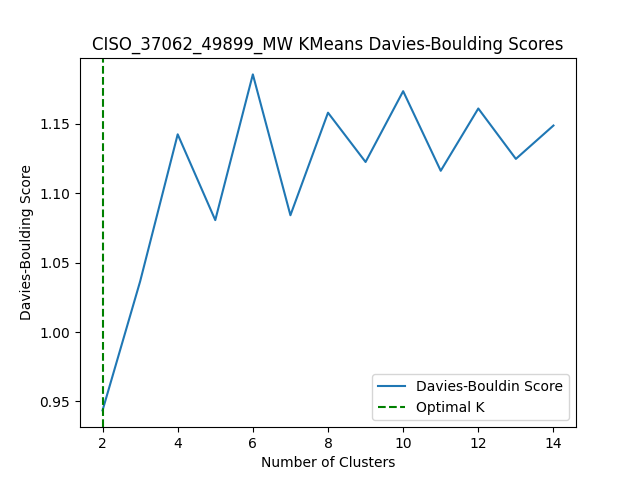 CISO_37062_49899_MW KMeans Davies-Boulding Scores
Davies-Boulding Score
1.15
1.10
1.05
1.00
0.95
Davies-Bouldin Score
Optimal K
2 4 6 8 10 12 14
Number of Clusters